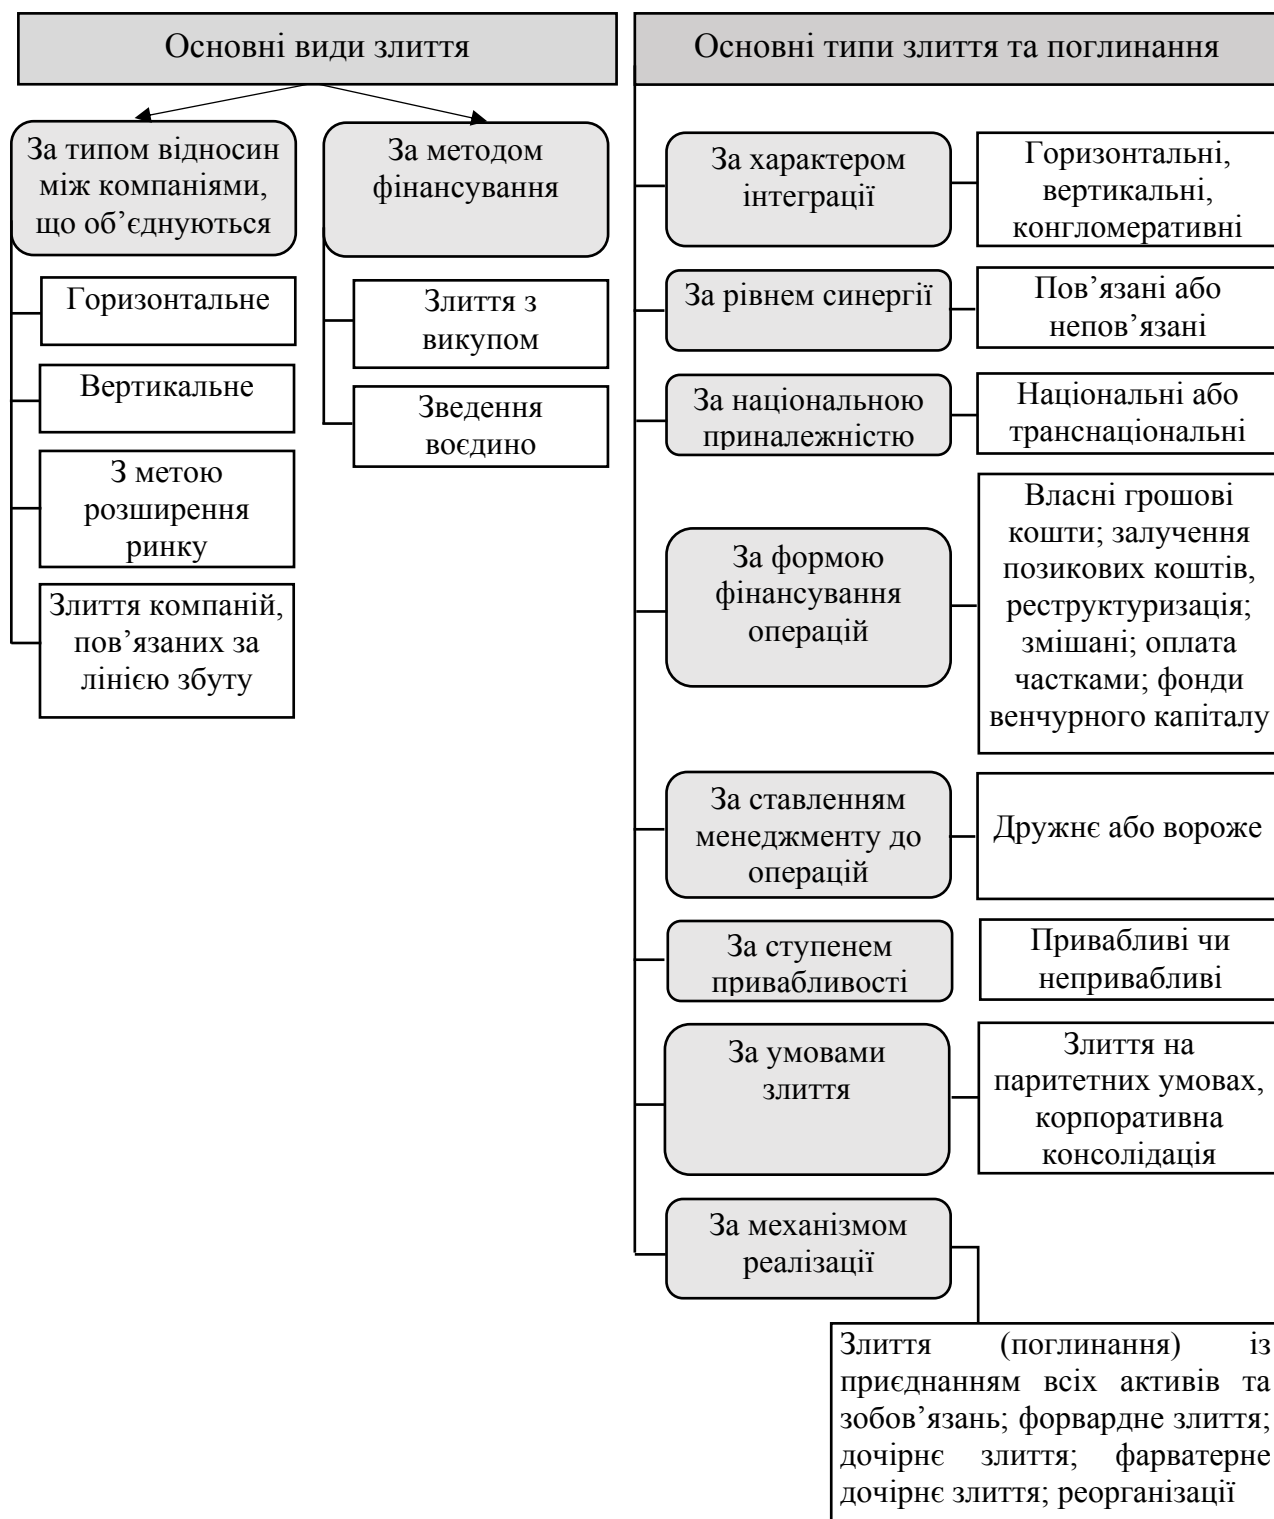 Основні види злиття
За типом відносин
між компаніями,
що об’єднуються
Горизонтальне
Вертикальне
З метою
розширення
ринку
Злиття компаній,
пов’язаних за
лінією збуту
За методом
фінансування
Злиття з
викупом
Зведення
воєдино
Основні типи злиття та поглинання
За характером
інтеграції
Горизонтальні,
вертикальні,
конгломеративні
За рівнем синергії
Пов’язані або
непов’язані
За національною
приналежністю
Національні або
транснаціональні
За формою
фінансування
операцій
Власні грошові
кошти; залучення
позикових коштів,
реструктуризація;
змішані; оплата
частками; фонди
венчурного капіталу
За ставленням
менеджменту до
операцій
Дружнє або вороже
За ступенем
привабливості
Привабливі чи
непривабливі
За умовами
злиття
Злиття на
паритетних умовах,
корпоративна
консолідація
За механізмом
реалізації
Злиття (поглинання) із
приєднанням всіх активів та
зобов’язань; форвардне злиття;
дочірнє злиття; фарватерне
дочірнє злиття; реорганізації